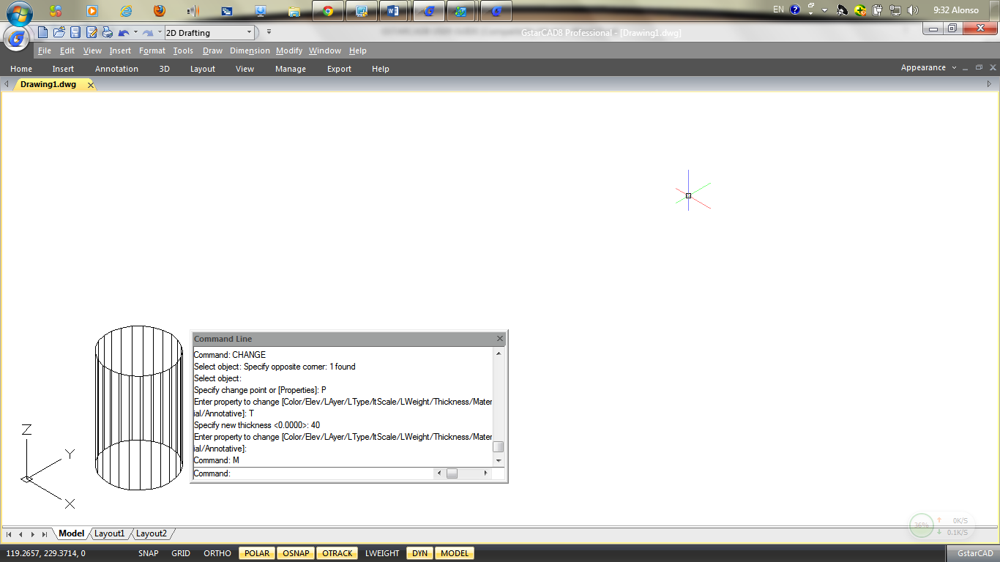 EN
9:32 Alonso
2D Drafting
GstarCAD8 Professional - [Drawing1.dwg]
File Edit View Insert Format Tools Draw Dimension Modify Window Help
Home Insert Annotation 3D Layout View Manage Export Help
Appearance
Drawing1.dwg
Command Line
Command: CHANGE
Select object: Specify opposite corner: 1 found
Select object:
Specify change point or [Properties]: P
Enter property to change [Color/Elev/LAyer/LType/ltScale/LWeight/Thickness/Mater
ial/Annotative]: T
Specify new thickness <0.0000>: 40
Enter property to change [Color/Elev/LAyer/LType/ltScale/LWeight/Thickness/Mater
ial/Annotative]:
Command: M
Command:
Z
Y
X
36%
0K/S
0.1K/S
Model Layout1 Layout2
119.2657, 229.3714, 0
SNAP GRID ORTHO POLAR OSNAP OTRACK LWEIGHT DYN MODEL
GstarCAD